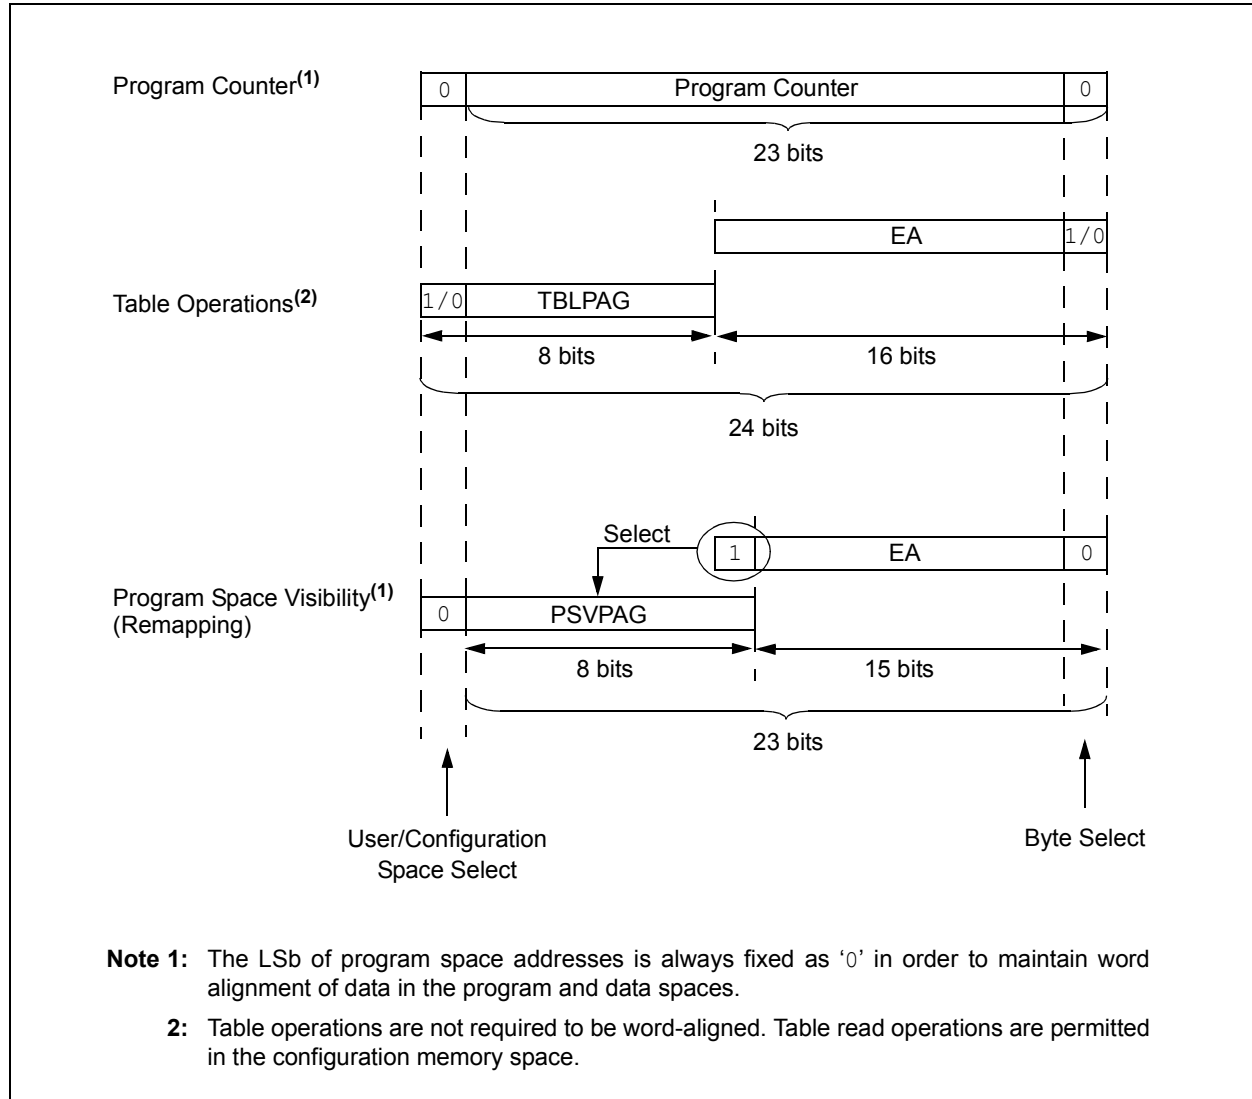 Program Counter(1)
0 Program Counter 0
23 bits
EA 1/0
Table Operations(2)
1/0 TBLPAG
8 bits 16 bits
24 bits
Select
1 EA 0
Program Space Visibility(1)
(Remapping)
0 PSVPAG
8 bits 15 bits
23 bits
User/Configuration
Space Select
Byte Select
Note 1: The LSb of program space addresses is always fixed as ‘0’ in order to maintain word
alignment of data in the program and data spaces.
2: Table operations are not required to be word-aligned. Table read operations are permitted
in the configuration memory space.